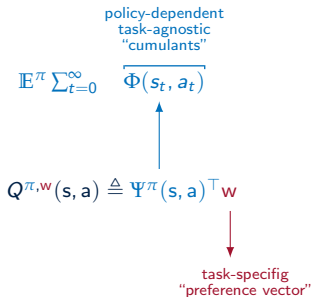 policy-dependent
task-agnostic
“cumulants”
𝔼^π ∑_{t=0}^∞ Φ(s_t, a_t)
Q^{π,w}(s, a) ≜ Ψ^π(s, a)^⊤ w
task-specifig
“preference vector”